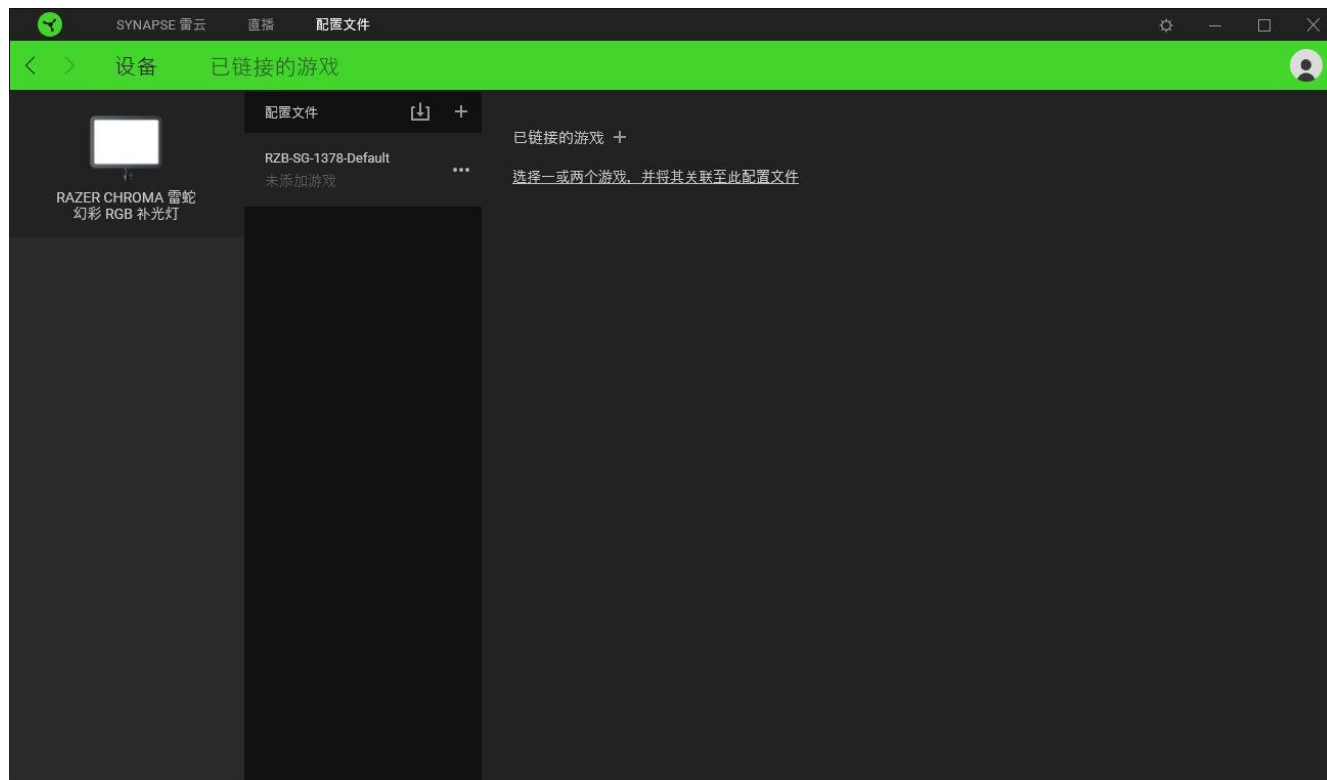 SYNAPSE 雷云 直播 配置文件
设备 已链接的游戏
RAZER CHROMA 雷蛇
幻彩 RGB 补光灯
配置文件
RZB-SG-1378-Default
未添加游戏
已链接的游戏
选择一或两个游戏，并将其关联至此配置文件